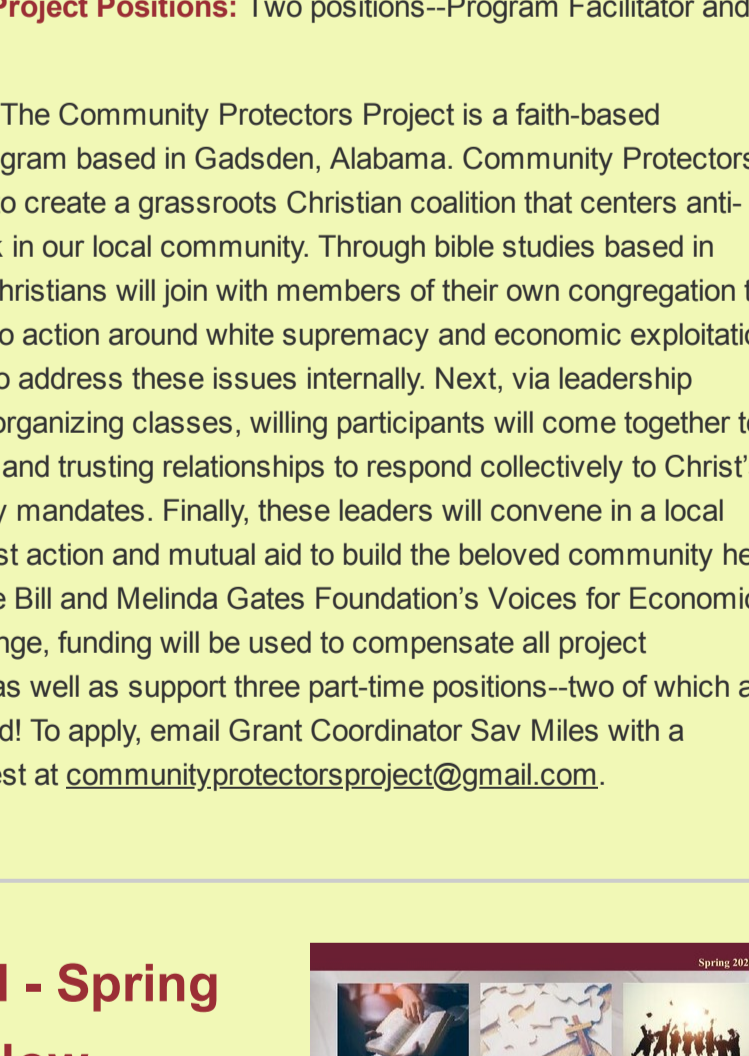 Project Positions: Two positions--Program Facilitator and
The Community Protectors Project is a faith-based
gram based in Gadsden, Alabama. Community Protectors
o create a grassroots Christian coalition that centers anti-
in our local community. Through bible studies based in
hristians will join with members of their own congregation t
o action around white supremacy and economic exploitatio
o address these issues internally. Next, via leadership
organizing classes, willing participants will come together to
and trusting relationships to respond collectively to Christ'
y mandates. Finally, these leaders will convene in a local
st action and mutual aid to build the beloved community he
e Bill and Melinda Gates Foundation's Voices for Economic
nge, funding will be used to compensate all project
as well as support three part-time positions--two of which a
d! To apply, email Grant Coordinator Sav Miles with a
est at communityprotectorsproject@gmail.com.
l - Spring
Spring 202